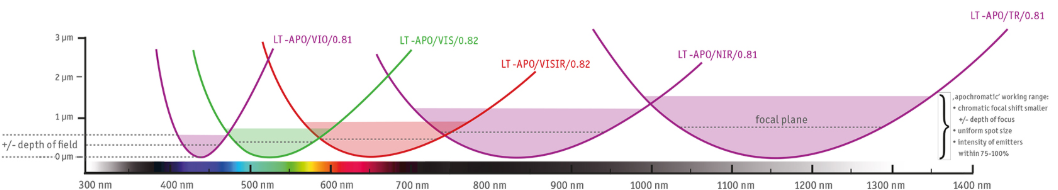 LT-APO/TR/0.81
3 µm
LT-APO/VIO/0.81
LT-APO/VIS/0.82
LT-APO/NIR/0.81
LT-APO/VISIR/0.82
2 µm
‚apochromatic' working range:
• chromatic focal shift smaller
+/- depth of focus
1 µm
focal plane
• uniform spot size
+/- depth of field
• intensity of emitters
within 75-100%
0 µm
300 nm 400 nm 500 nm 600 nm 700 nm 800 nm 900 nm 1000 nm 1100 nm 1200 nm 1300 nm 1400 nm